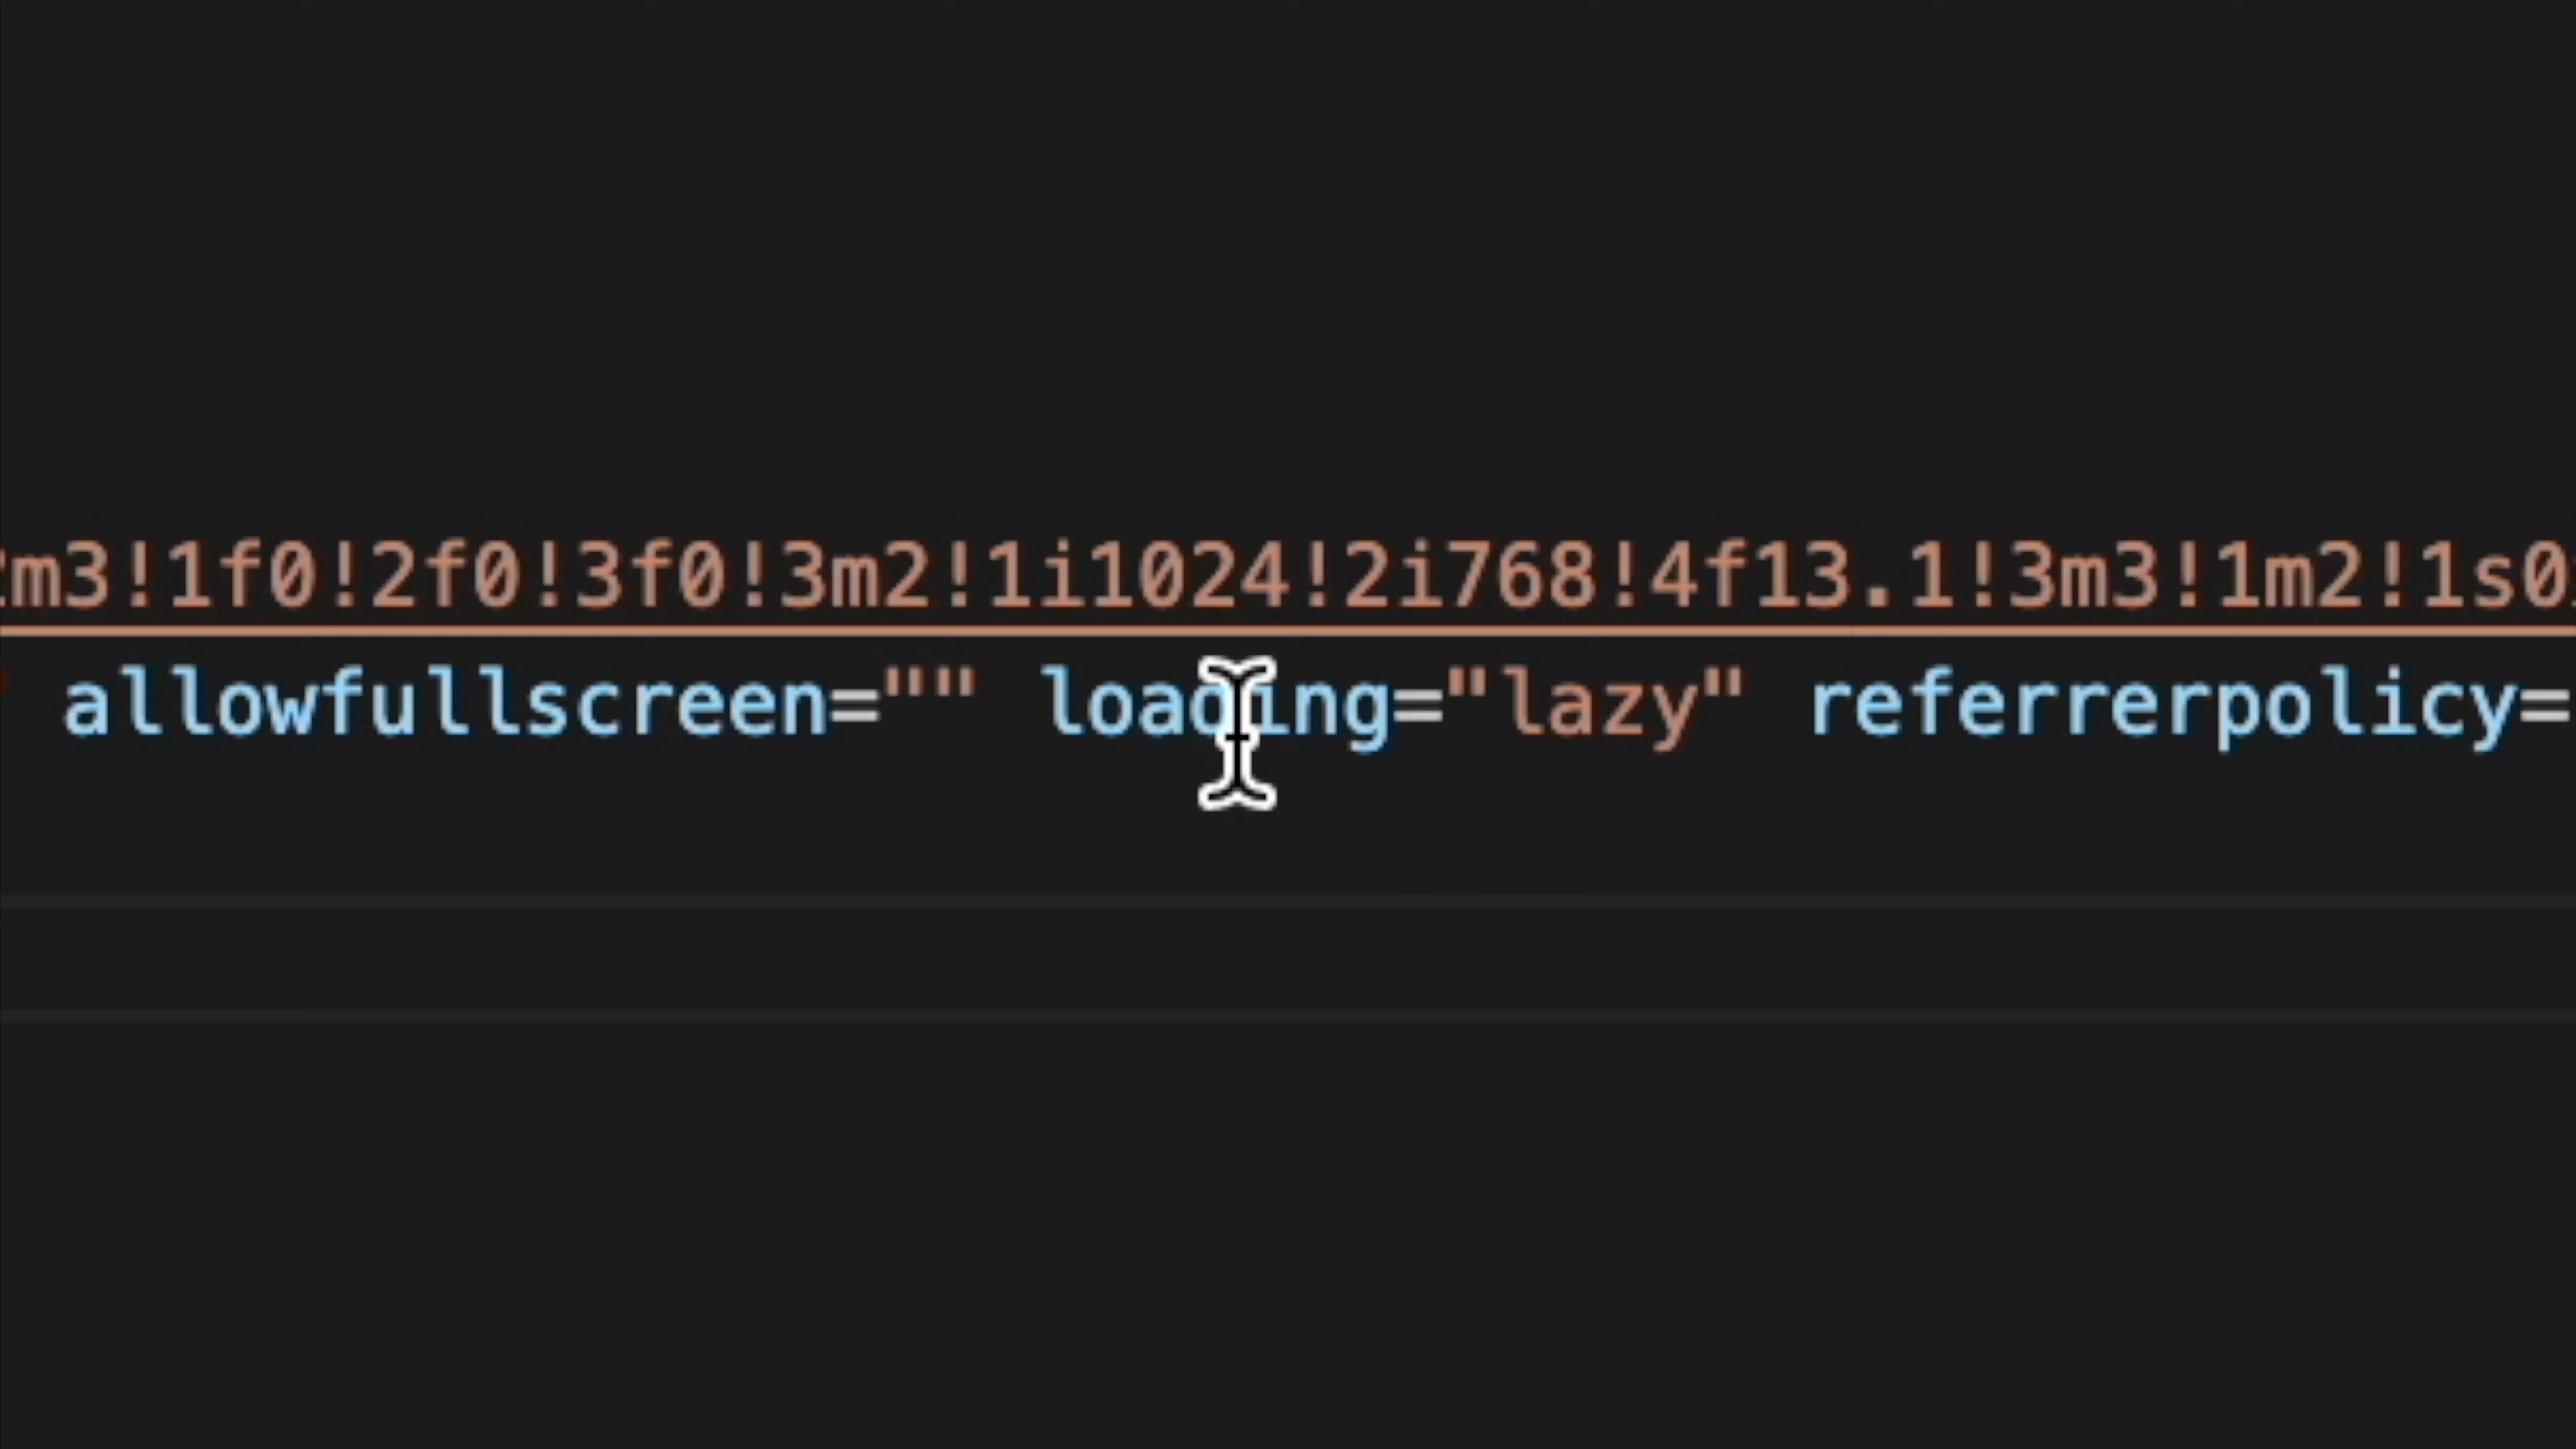 m3!1f0!2f0!3f0!3m2!1i1024!2i768!4f13.1!3m3!1m2!1s0
allowfullscreen="" loading="lazy" referrerpolicy=